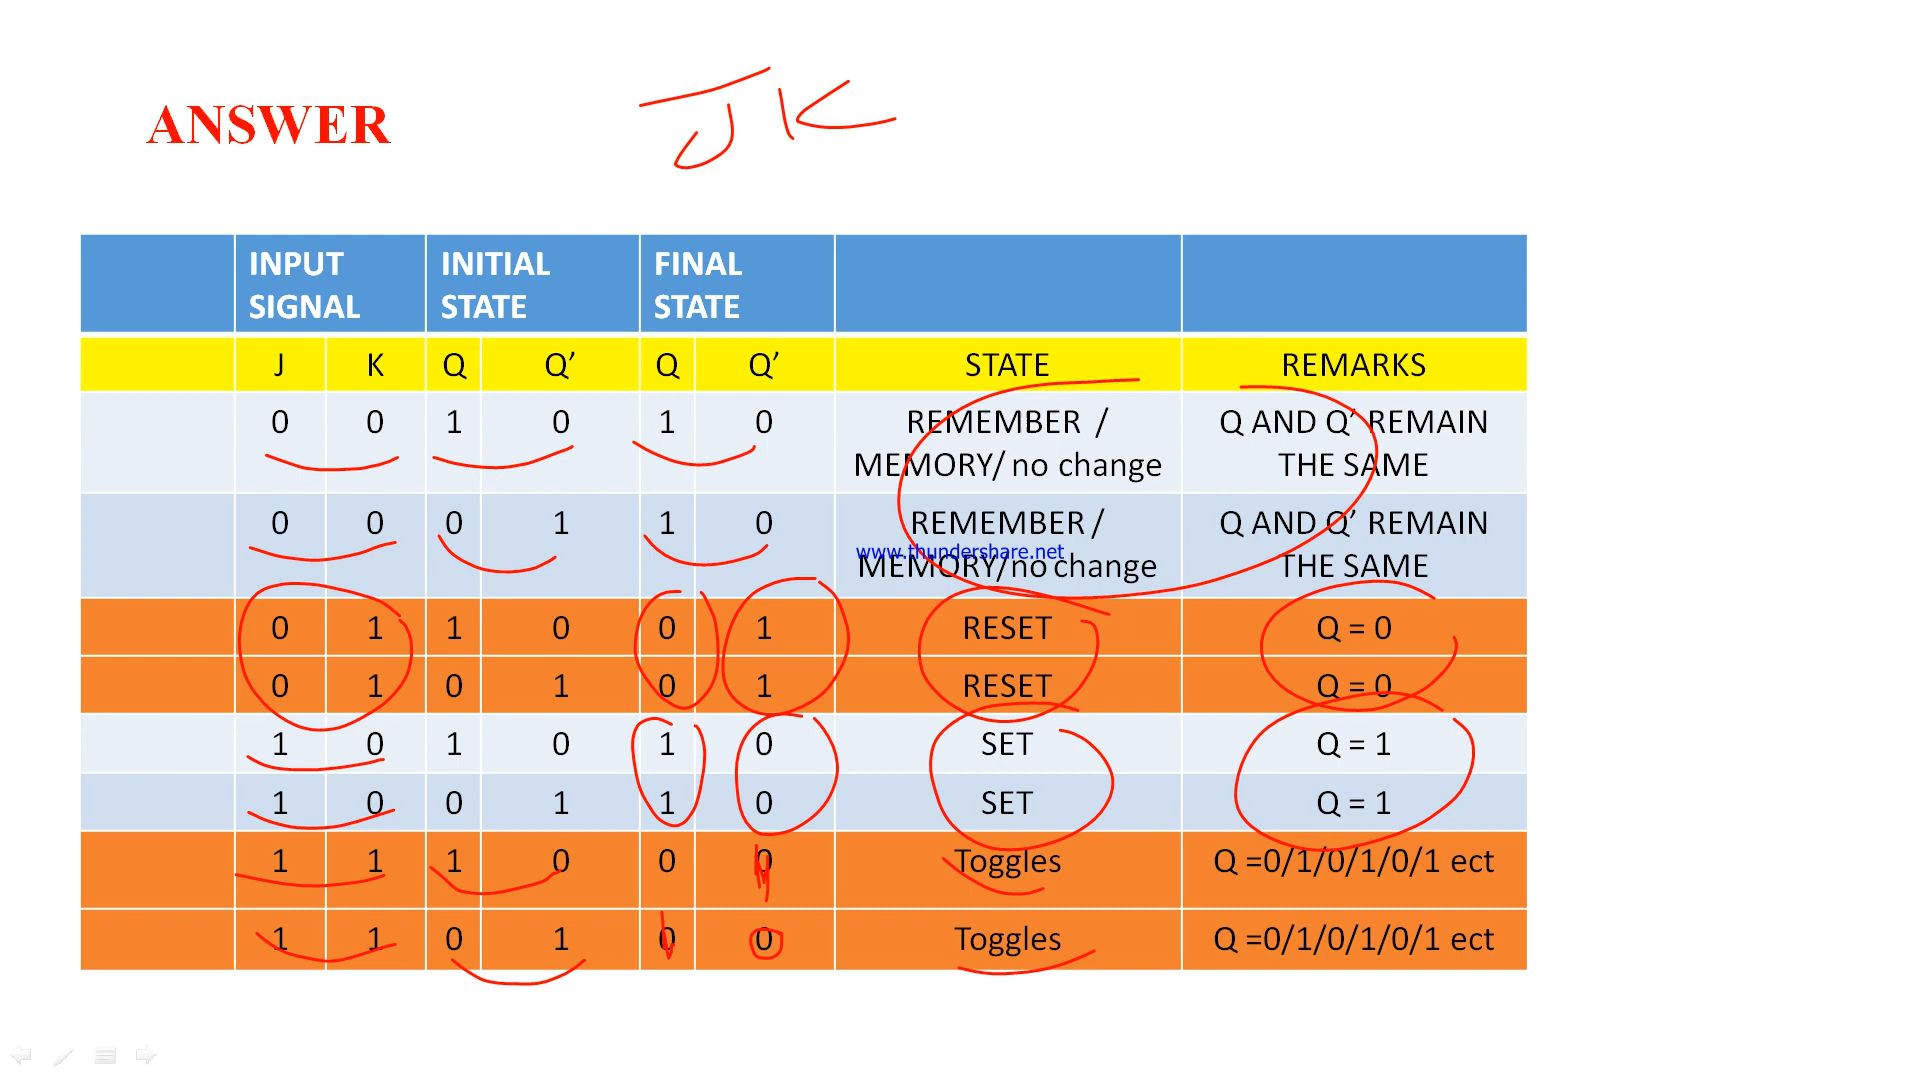 ANSWER
JK
INPUT SIGNAL INITIAL STATE FINAL STATE
J K Q Q’ Q Q’ STATE REMARKS
0 0 1 0 1 0 REMEMBER / MEMORY/ no change Q AND Q’ REMAIN THE SAME
0 0 0 1 1 0 REMEMBER / MEMORY/no change Q AND Q’ REMAIN THE SAME
www.thundershare.net
0 1 1 0 0 1 RESET Q = 0
0 1 0 1 0 1 RESET Q = 0
1 0 1 0 1 0 SET Q = 1
1 0 0 1 1 0 SET Q = 1
1 1 1 0 0 0 Toggles Q =0/1/0/1/0/1 ect
1 1 0 1 0 0 Toggles Q =0/1/0/1/0/1 ect